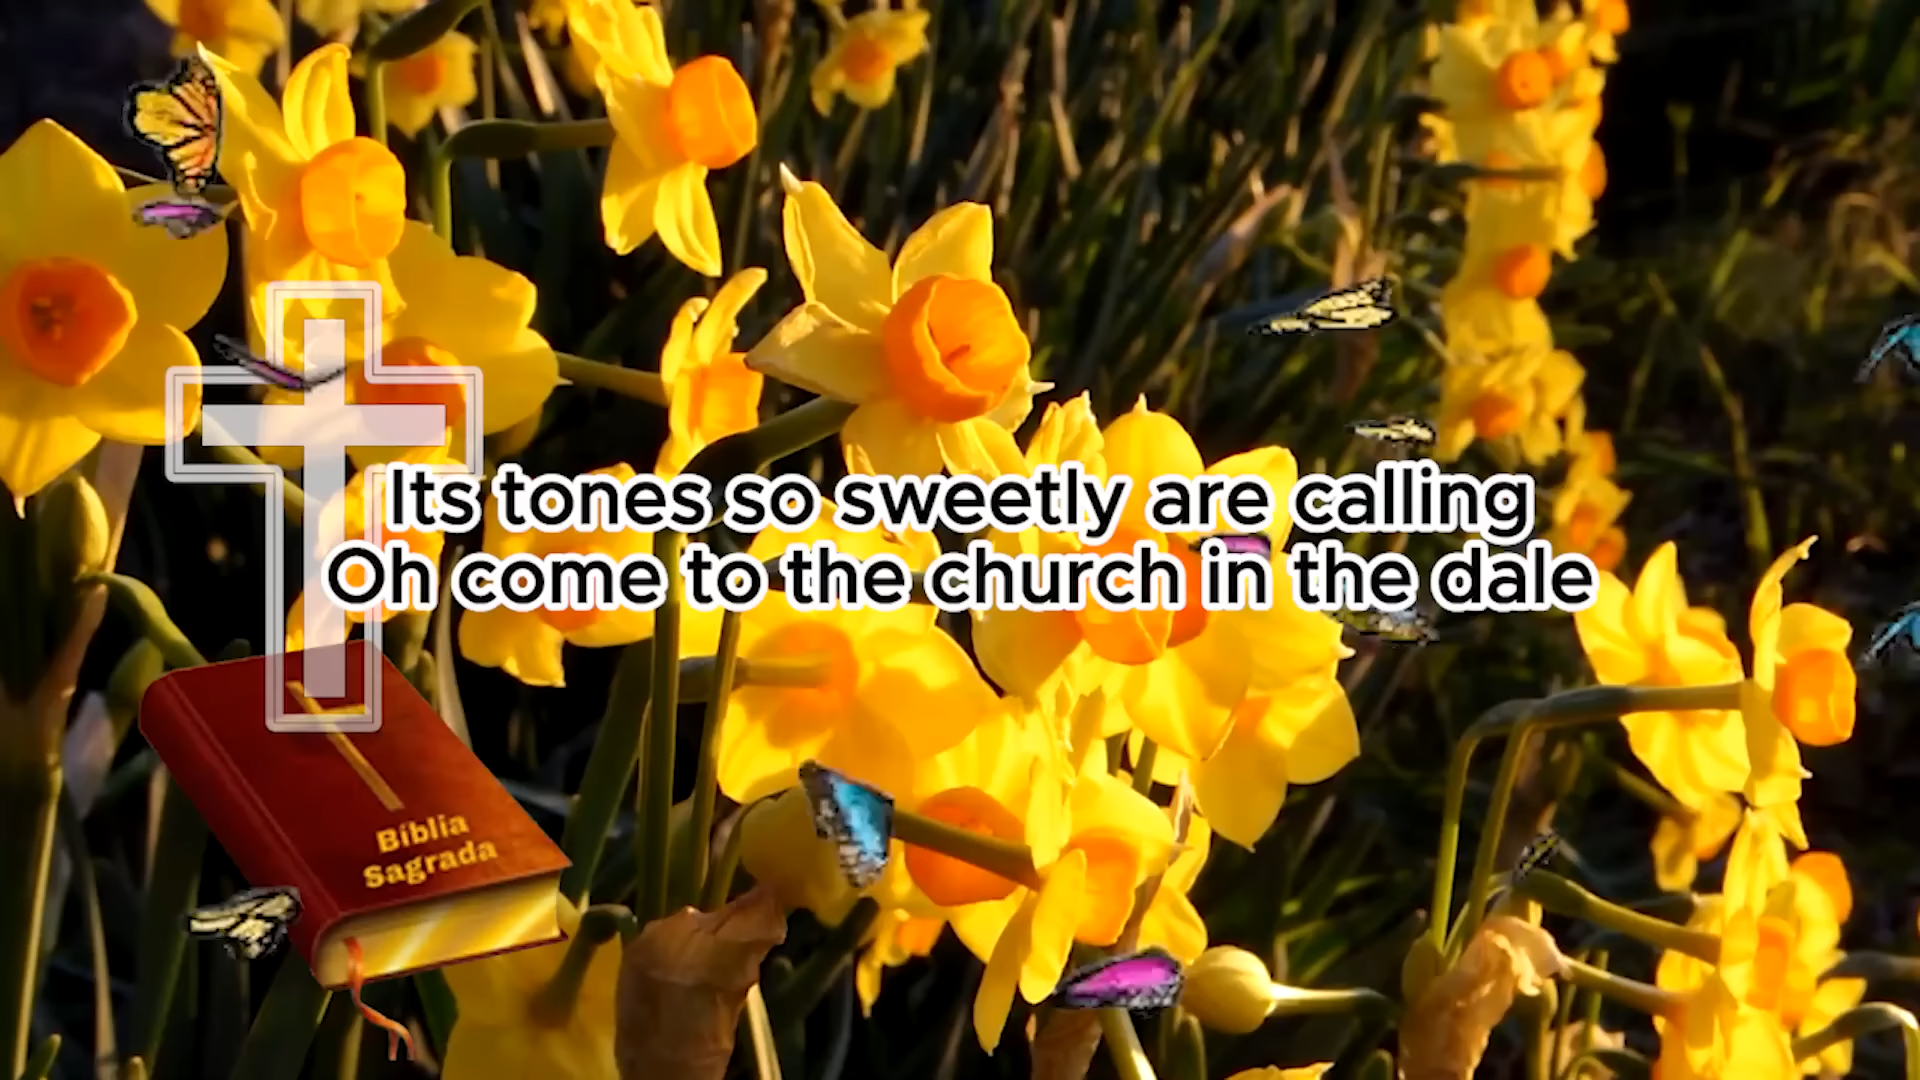 Its tones so sweetly are calling
Oh come to the church in the dale
Bíblia
Sagrada